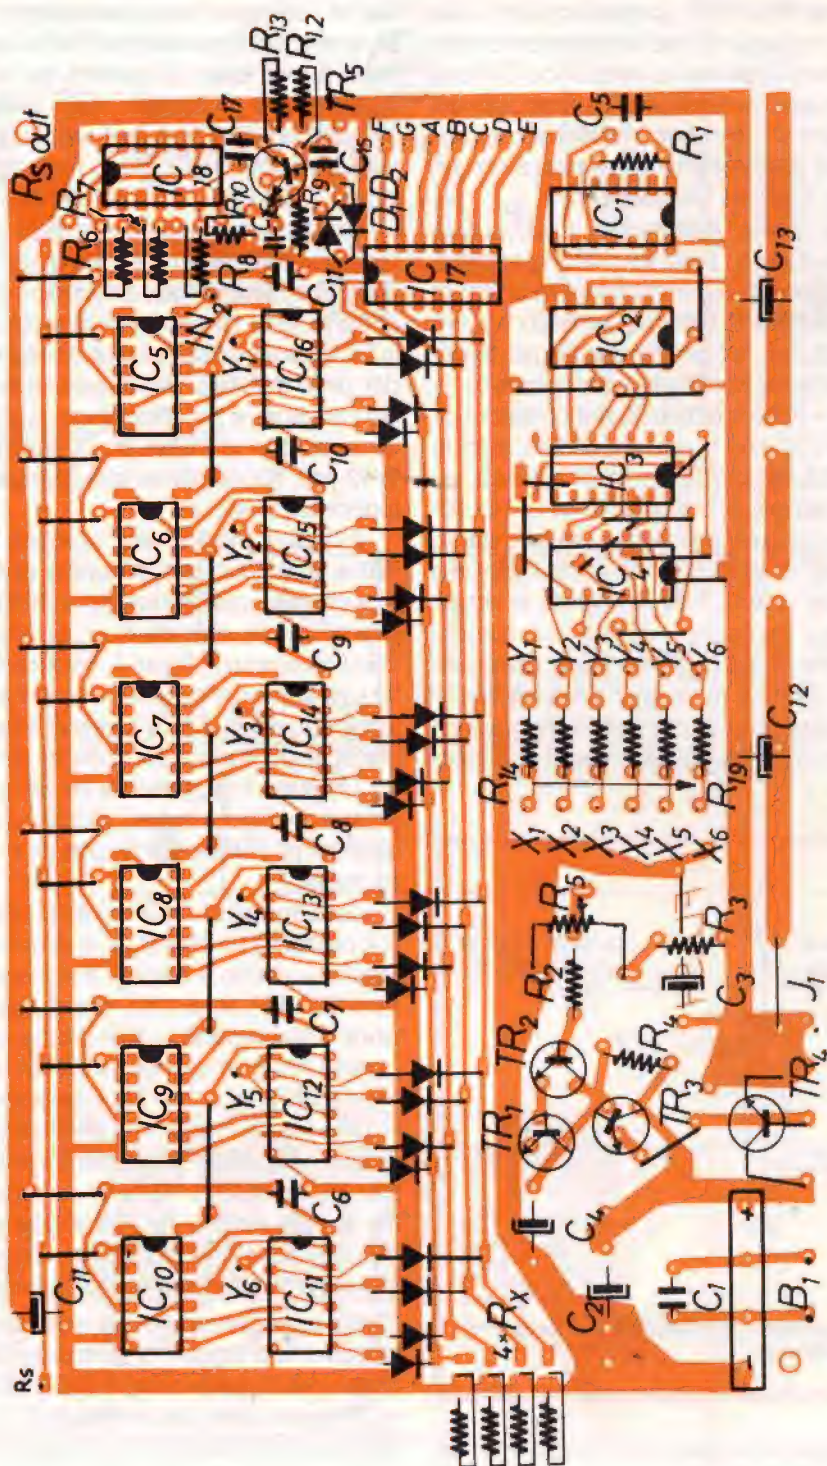 R13
R12
TR5
Rs out
R7
R6
C17
IC 18
R10
R9
C15
D1 D2
R8
C11
F
G
A
B
C
D
E
C5
R1
IC17
IC1
IN2
IC5
Y1
IC16
IC2
C13
C10
IC6
Y2
IC15
IC3
C9
IC4
IC7
Y3
IC14
Y1
Y2
Y3
Y4
Y5
Y6
C8
R14
R19
C12
IC8
Y4
IC13
X1
X2
X3
X4
X5
X6
C7
R5
R2
R3
C3
IC9
Y5
IC12
TR2
R4
J1
TR1
TR3
TR4
C6
C4
IC10
Y6
IC11
C11
C2
C1
+
B1
-
4×RX
Rs